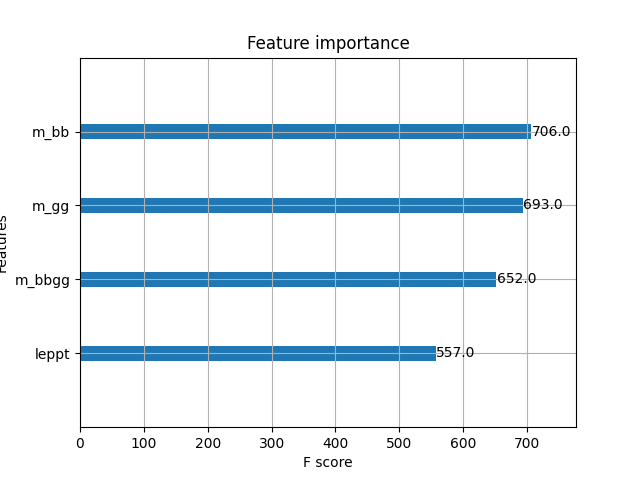 Feature importance
Features
m_bb
706.0
m_gg
693.0
m_bbgg
652.0
leppt
557.0
0 100 200 300 400 500 600 700
F score